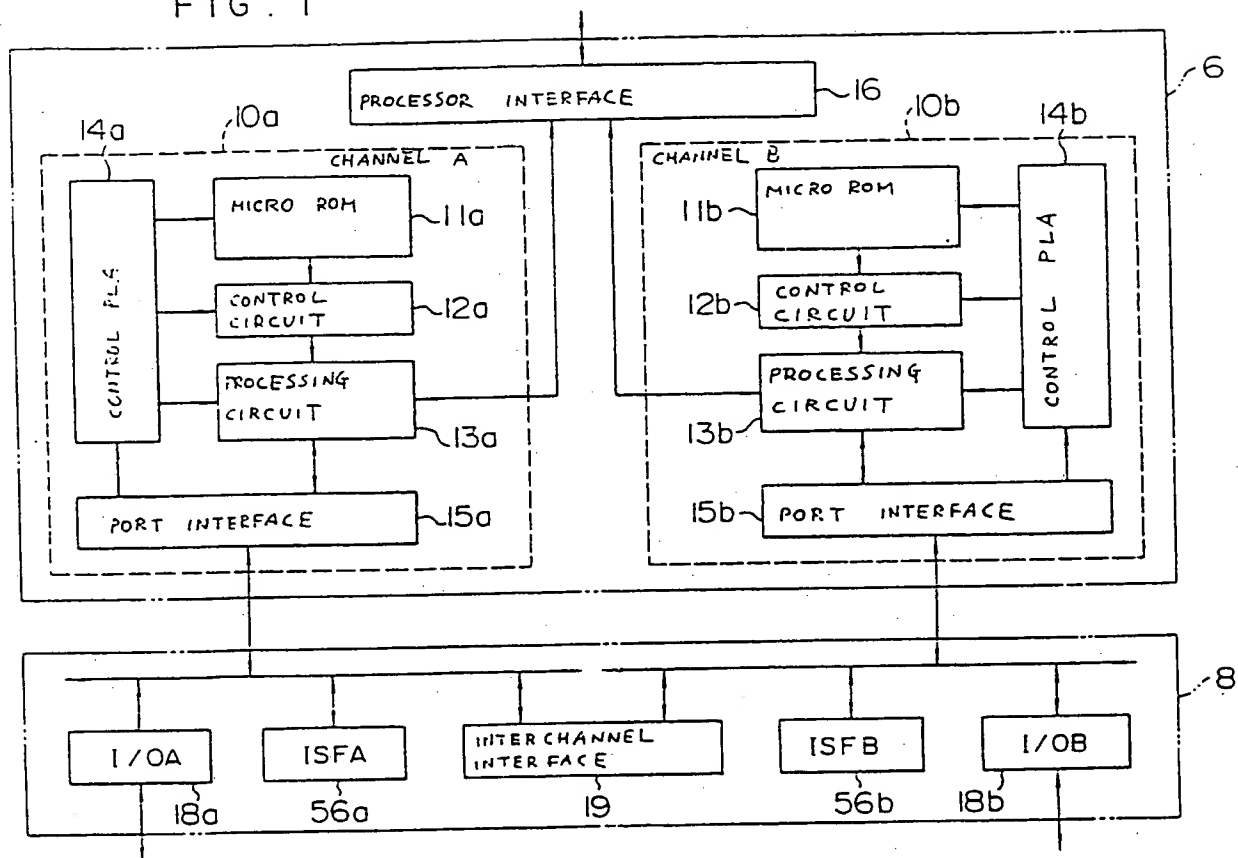 FIG. 1
6
PROCESSOR INTERFACE
16
10a
10b
14a
14b
CHANNEL A
CHANNEL B
MICRO ROM
11a
MICRO ROM
11b
CONTROL PLA
CONTROL PLA
CONTROL
CIRCUIT
12a
CONTROL
CIRCUIT
12b
PROCESSING
CIRCUIT
13a
PROCESSING
CIRCUIT
13b
PORT INTERFACE
15a
PORT INTERFACE
15b
8
I/OA
ISFA
INTERCHANNEL
INTERFACE
ISFB
I/OB
18a
56a
19
56b
18b